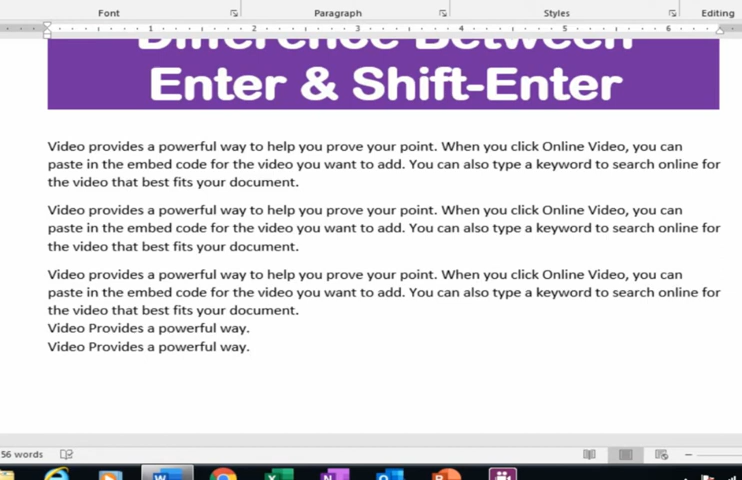 Font Paragraph Styles Editing
1 2 3 4 5 6
Difference Between
Enter & Shift-Enter
Video provides a powerful way to help you prove your point. When you click Online Video, you can
paste in the embed code for the video you want to add. You can also type a keyword to search online for
the video that best fits your document.
Video provides a powerful way to help you prove your point. When you click Online Video, you can
paste in the embed code for the video you want to add. You can also type a keyword to search online for
the video that best fits your document.
Video provides a powerful way to help you prove your point. When you click Online Video, you can
paste in the embed code for the video you want to add. You can also type a keyword to search online for
the video that best fits your document.
Video Provides a powerful way.
Video Provides a powerful way.
56 words